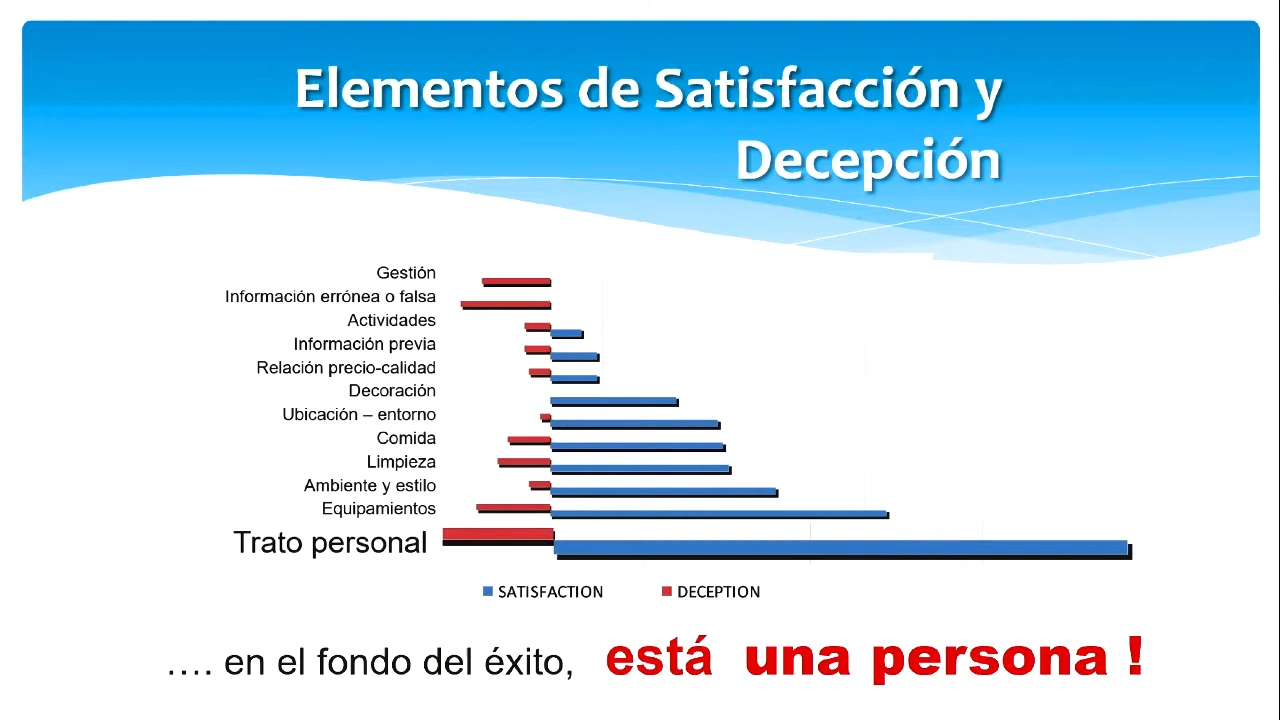 Elementos de Satisfacción y
Decepción
Gestión
Información errónea o falsa
Actividades
Información previa
Relación precio-calidad
Decoración
Ubicación – entorno
Comida
Limpieza
Ambiente y estilo
Equipamientos
Trato personal
SATISFACTION DECEPTION
…. en el fondo del éxito, está una persona !